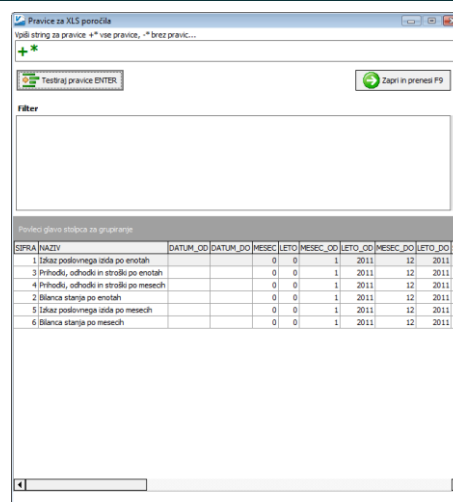 Pravice za XLS poročila
Vpiši string za pravice +* vse pravice, -* brez pravic...
+*
Testiraj pravice ENTER
Zapri in prenesi F9
Filter
Povleci glavo stolpca za grupiranje
SIFRA NAZIV DATUM_OD DATUM_DO MESEC LETO MESEC_OD LETO_OD MESEC_DO LETO_DO
1 Izkaz poslovnega izida po enotah 0 0 1 2011 12 2011
3 Prihodki, odhodki in stroški po enotah 0 0 1 2011 12 2011
4 Prihodki, odhodki in stroški po mesecih 0 0 1 2011 12 2011
2 Bilanca stanja po enotah 0 0 1 2011 12 2011
5 Izkaz poslovnega izida po mesecih 0 0 1 2011 12 2011
6 Bilanca stanja po mesecih 0 0 1 2011 12 2011